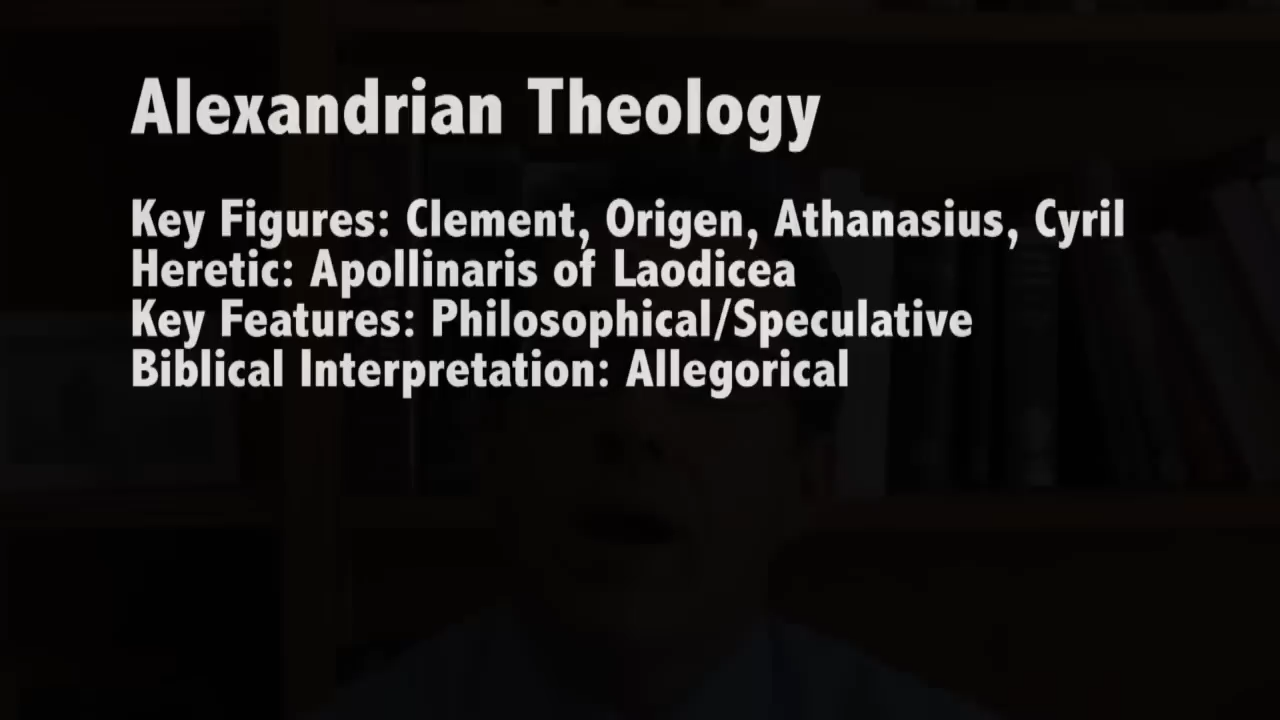 Alexandrian Theology
Key Figures: Clement, Origen, Athanasius, Cyril
Heretic: Apollinaris of Laodicea
Key Features: Philosophical/Speculative
Biblical Interpretation: Allegorical